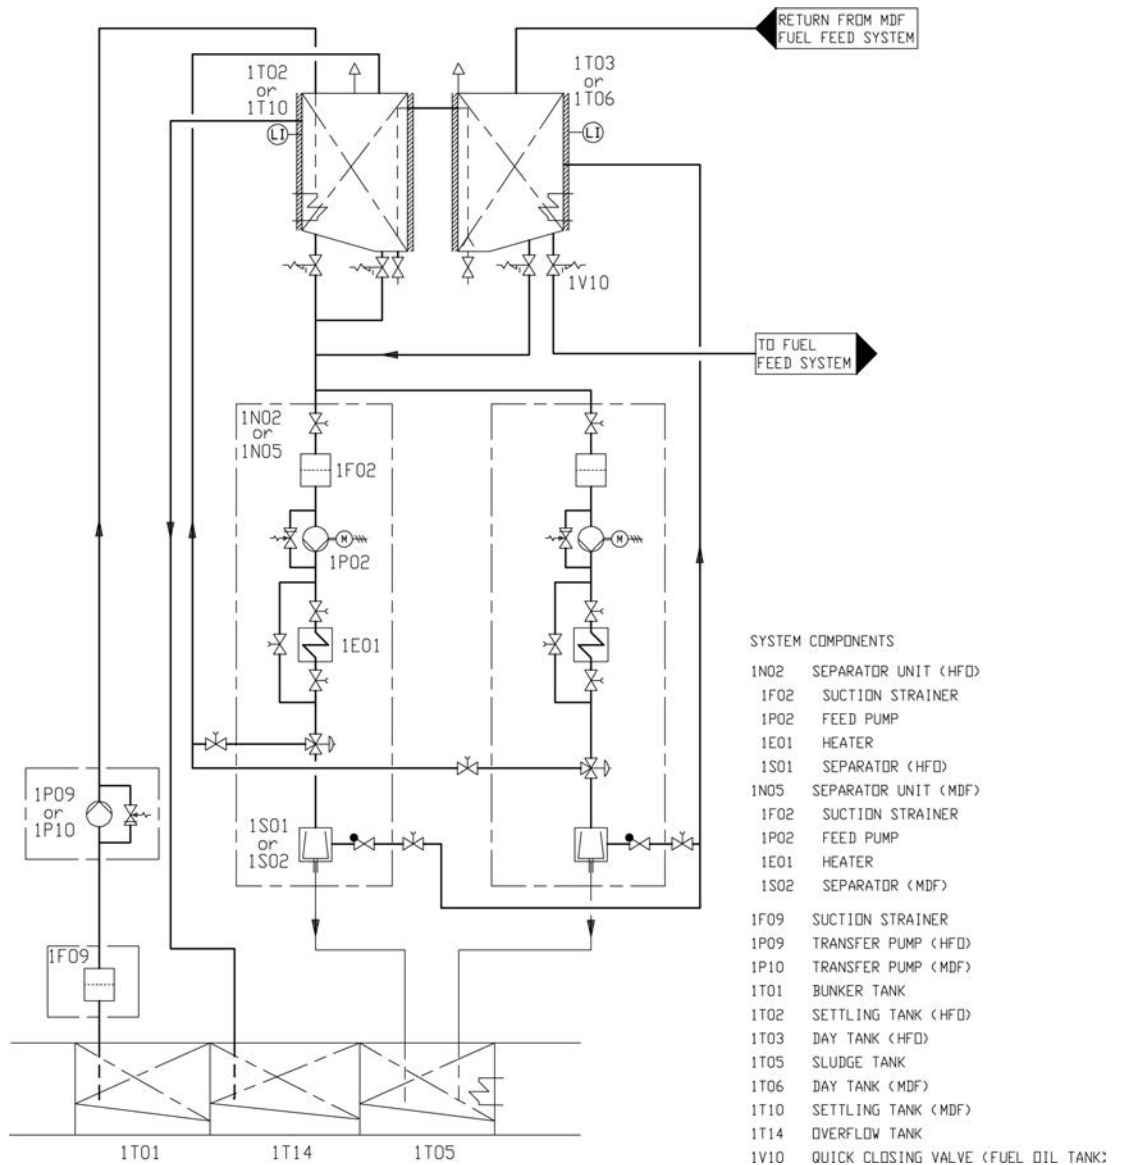 RETURN FROM MDF
FUEL FEED SYSTEM
1T02
or
1T10
1T03
or
1T06
LI
LI
1V10
TO FUEL
FEED SYSTEM
1N02
or
1N05
1F02
M
M
1P02
1E01
1P09
or
1P10
1S01
or
1S02
1F09
1T01
1T14
1T05
SYSTEM COMPONENTS
1N02 SEPARATOR UNIT (HFO)
1F02 SUCTION STRAINER
1P02 FEED PUMP
1E01 HEATER
1S01 SEPARATOR (HFO)
1N05 SEPARATOR UNIT (MDF)
1F02 SUCTION STRAINER
1P02 FEED PUMP
1E01 HEATER
1S02 SEPARATOR (MDF)
1F09 SUCTION STRAINER
1P09 TRANSFER PUMP (HFO)
1P10 TRANSFER PUMP (MDF)
1T01 BUNKER TANK
1T02 SETTLING TANK (HFO)
1T03 DAY TANK (HFO)
1T05 SLUDGE TANK
1T06 DAY TANK (MDF)
1T10 SETTLING TANK (MDF)
1T14 OVERFLOW TANK
1V10 QUICK CLOSING VALVE (FUEL OIL TANK)